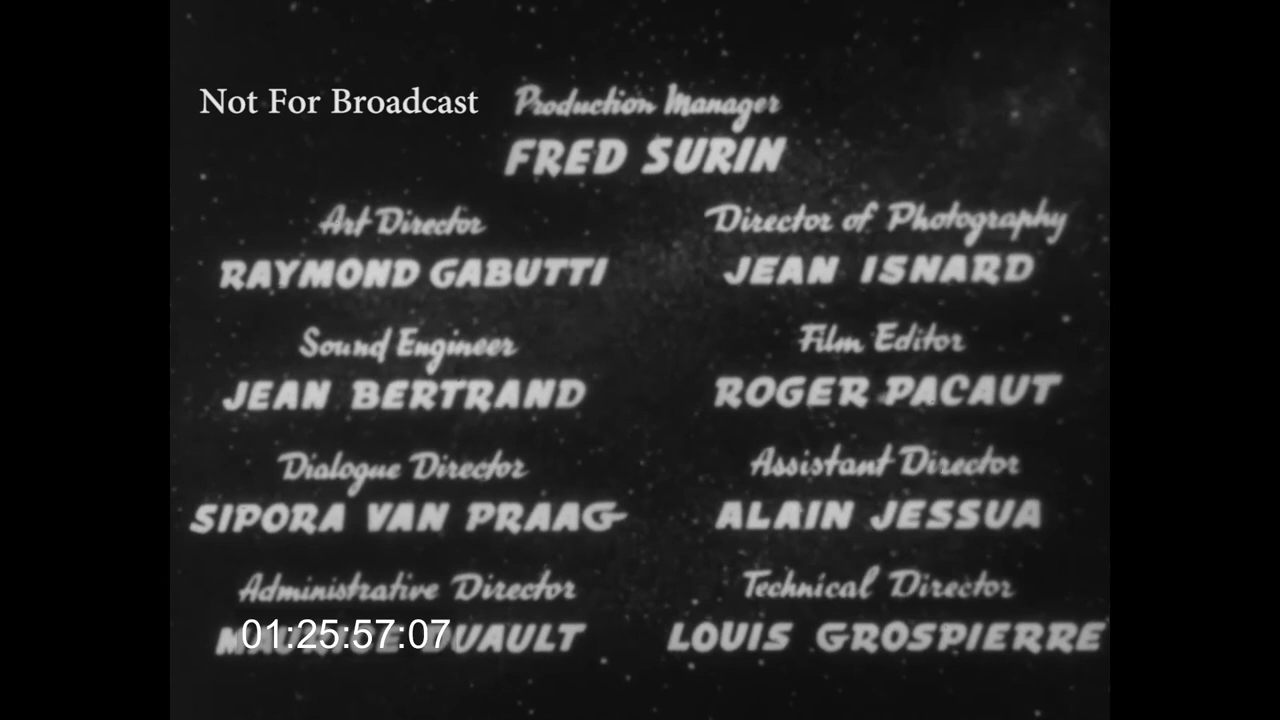 Not For Broadcast
Production Manager
FRED SURIN
Art Director
RAYMOND GABUTTI
Director of Photography
JEAN ISNARD
Sound Engineer
JEAN BERTRAND
Film Editor
ROGER PACAUT
Dialogue Director
SIPORA VAN PRAAG
Assistant Director
ALAIN JESSUA
Administrative Director
Technical Director
LOUIS GROSPIERRE
01:25:57:07